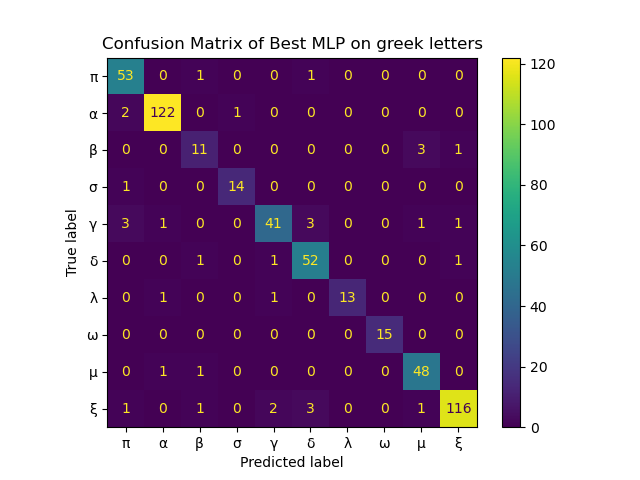 Confusion Matrix of Best MLP on greek letters
π 53 0 1 0 0 1 0 0 0 0
α 2 122 0 1 0 0 0 0 0 0
β 0 0 11 0 0 0 0 0 3 1
σ 1 0 0 14 0 0 0 0 0 0
γ 3 1 0 0 41 3 0 0 1 1
δ 0 0 1 0 1 52 0 0 0 1
λ 0 1 0 0 1 0 13 0 0 0
ω 0 0 0 0 0 0 0 15 0 0
μ 0 1 1 0 0 0 0 0 48 0
ξ 1 0 1 0 2 3 0 0 1 116
π α β σ γ δ λ ω μ ξ
Predicted label
True label
120
100
80
60
40
20
0